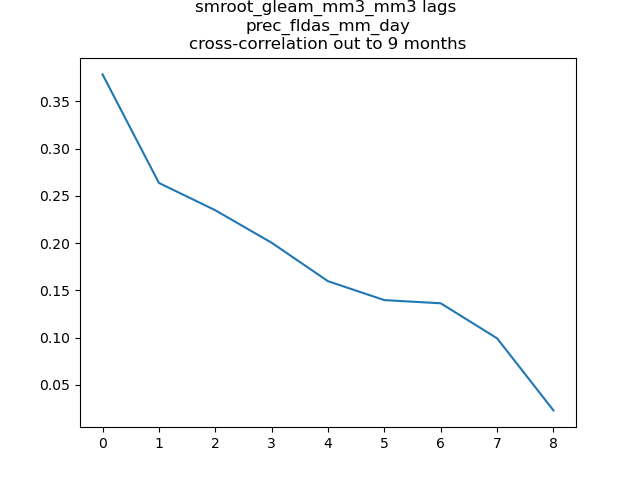 smroot_gleam_mm3_mm3 lags
prec_fldas_mm_day
cross-correlation out to 9 months
0.35
0.30
0.25
0.20
0.15
0.10
0.05
0 1 2 3 4 5 6 7 8